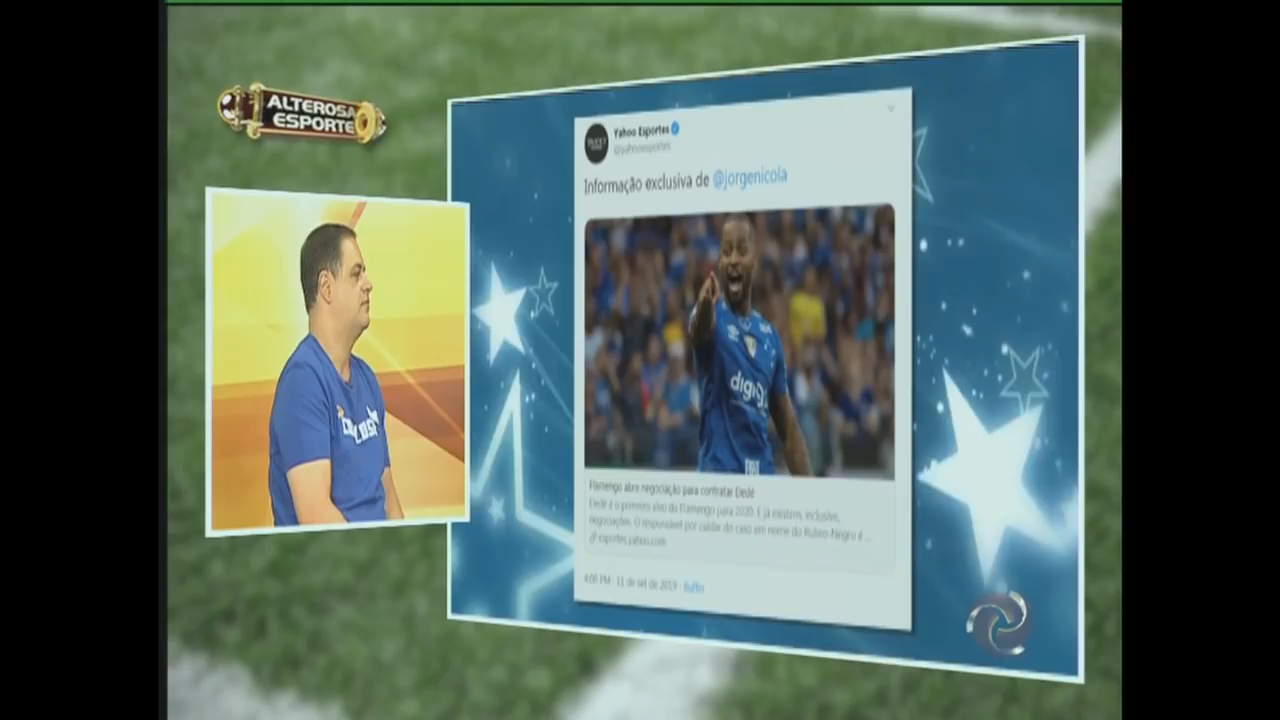 ALTEROSA
ESPORTE
Yahoo Esportes
@yahooesportes
Informação exclusiva de @jorgenicola
digi
Flamengo abre negociação para contratar Dedé
Dedé é o primeiro alvo do Flamengo para 2020. E já existem, inclusive,
negociações. O responsável por cuidar do caso em nome do Rubro-Negro é ...
esportes.yahoo.com
4:00 PM · 11 de set de 2019 · Buffer